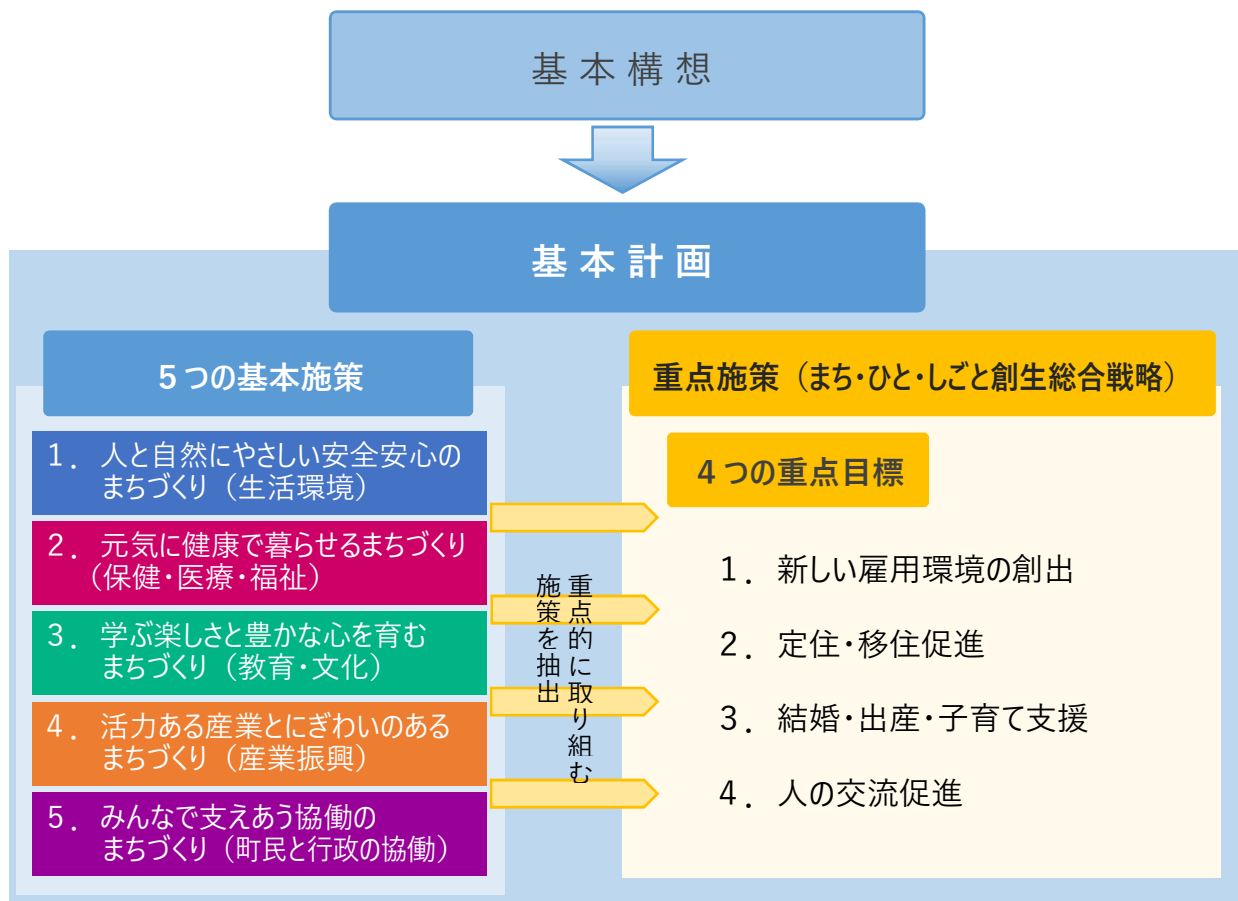 基本構想
基本計画
5つの基本施策
1．人と自然にやさしい安全安心の
まちづくり（生活環境）
2．元気に健康で暮らせるまちづくり
（保健・医療・福祉）
3．学ぶ楽しさと豊かな心を育む
まちづくり（教育・文化）
4．活力ある産業とにぎわいのある
まちづくり（産業振興）
5．みんなで支えあう協働の
まちづくり（町民と行政の協働）
重点的に取り組む
施策を抽出
重点施策（まち・ひと・しごと創生総合戦略）
4つの重点目標
1．新しい雇用環境の創出
2．定住・移住促進
3．結婚・出産・子育て支援
4．人の交流促進